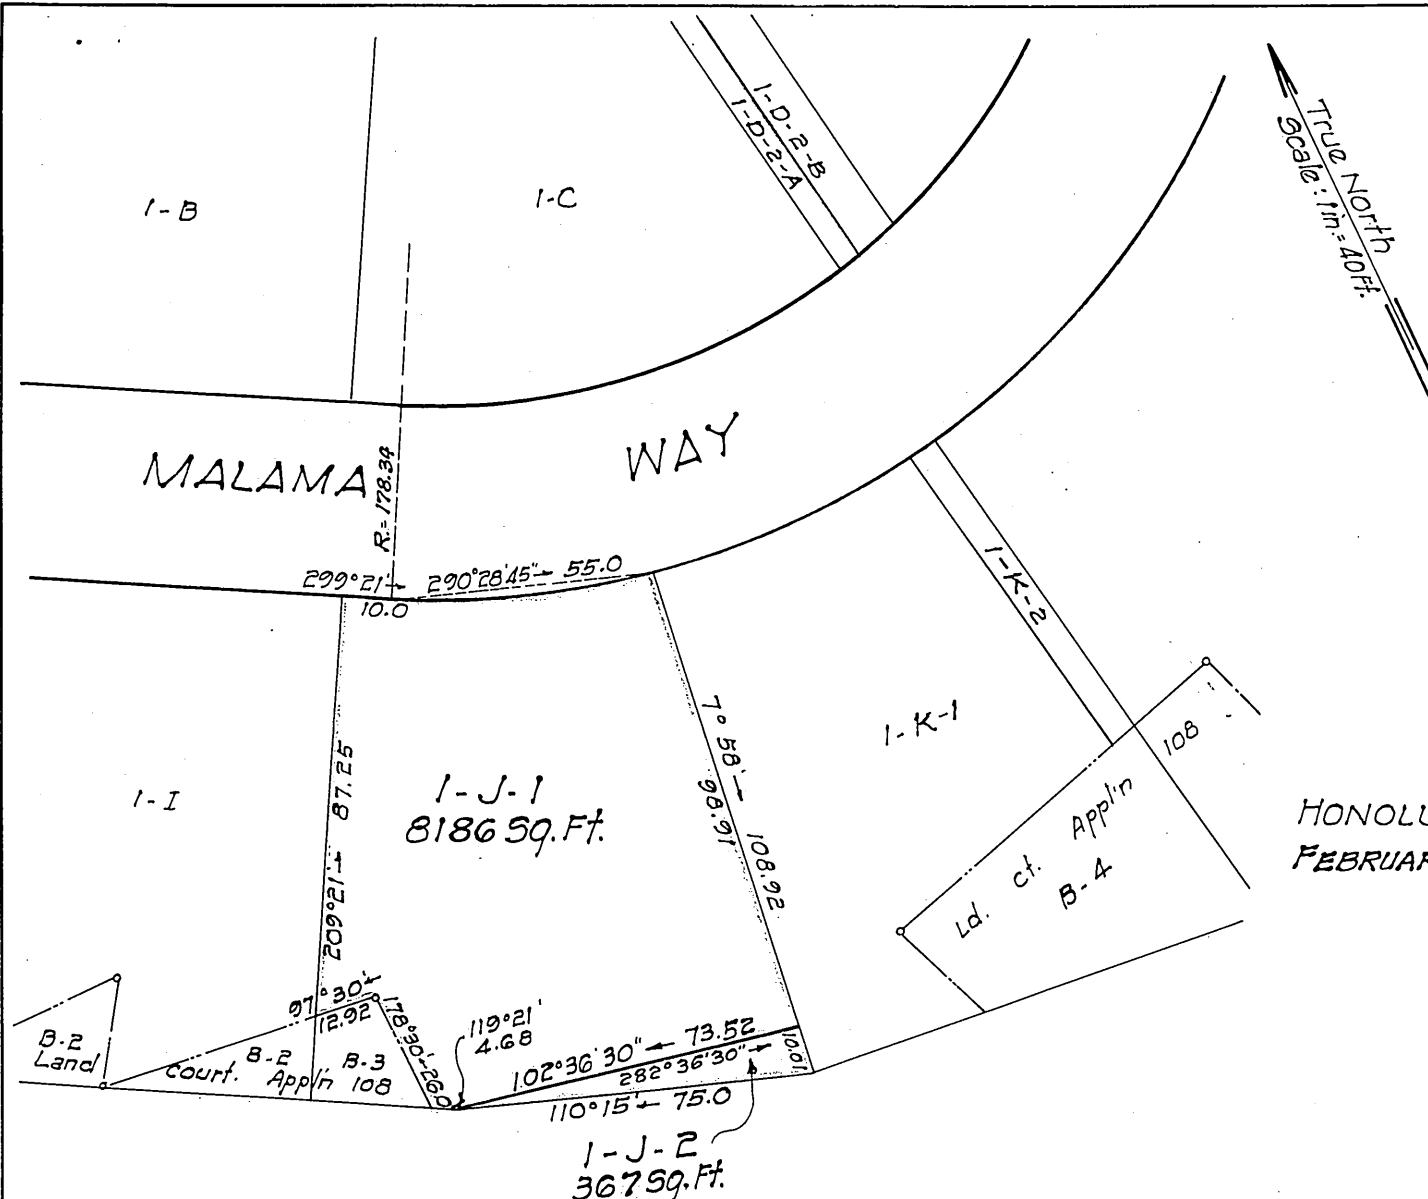 1-D-2-B
1-D-2-A
True North
Scale: 1in.=40Ft.
1-B
1-C
MALAMA WAY
R.=178.34
299°21'
10.0
290°28'45" 55.0
1-K-2
1-K-1
108
Ld. ct. Appl'n
B-4
HONOLU
FEBRUAR
1-I
209°21' 87.25
1-J-1
8186 Sq.Ft.
7°58' 108.92
98.91
97°30'
12.92
178°30' 26.0
119°21'
4.68
102°36'30" 73.52
282°36'30"
10.01
110°15' 75.0
B-2
Land
B-2 B-3
court. Appl'n 108
1-J-2
367 Sq.Ft.